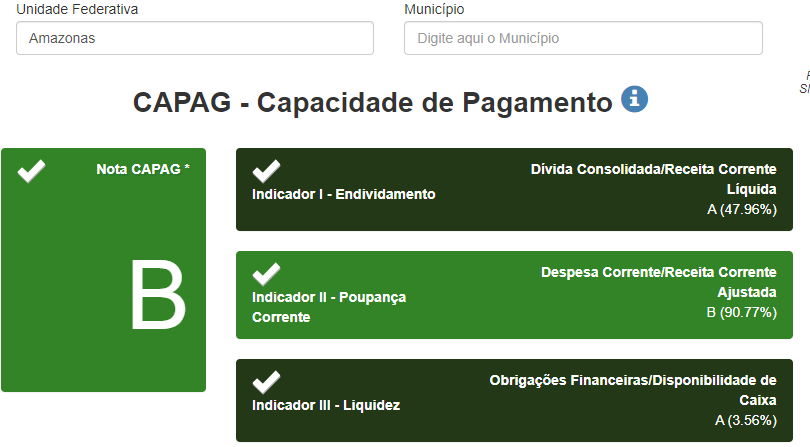 Unidade Federativa
Município
Amazonas
Digite aqui o Município
CAPAG - Capacidade de Pagamento
Nota CAPAG *
B
Indicador I - Endividamento
Dívida Consolidada/Receita Corrente
Líquida
A (47.96%)
Indicador II - Poupança
Corrente
Despesa Corrente/Receita Corrente
Ajustada
B (90.77%)
Indicador III - Liquidez
Obrigações Financeiras/Disponibilidade de
Caixa
A (3.56%)